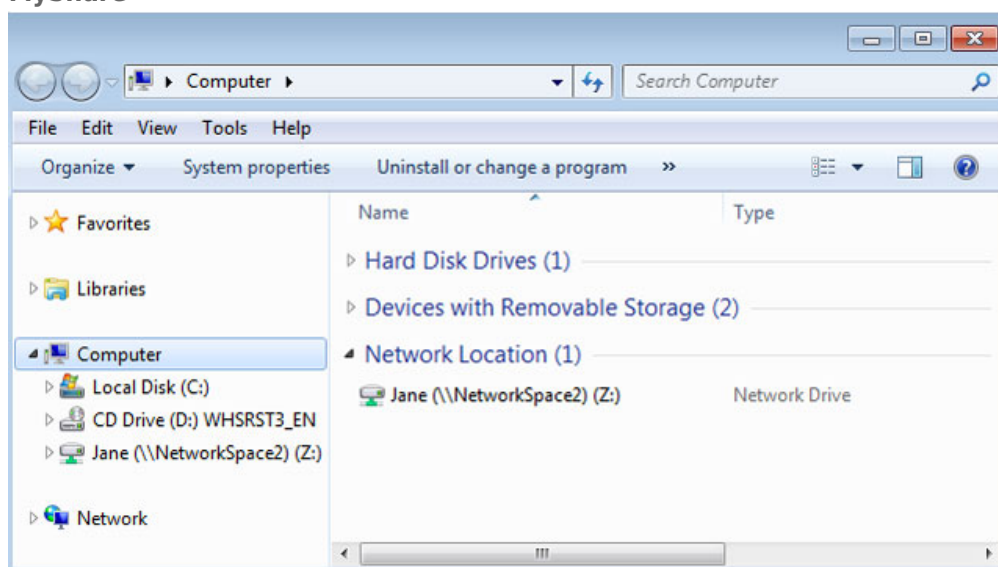 Computer
Search Computer
File Edit View Tools Help
Organize System properties Uninstall or change a program »
Favorites
Libraries
Computer
Local Disk (C:)
CD Drive (D:) WHSRST3_EN
Jane (\\NetworkSpace2) (Z:)
Network
Name Type
Hard Disk Drives (1)
Devices with Removable Storage (2)
Network Location (1)
Jane (\\NetworkSpace2) (Z:) Network Drive